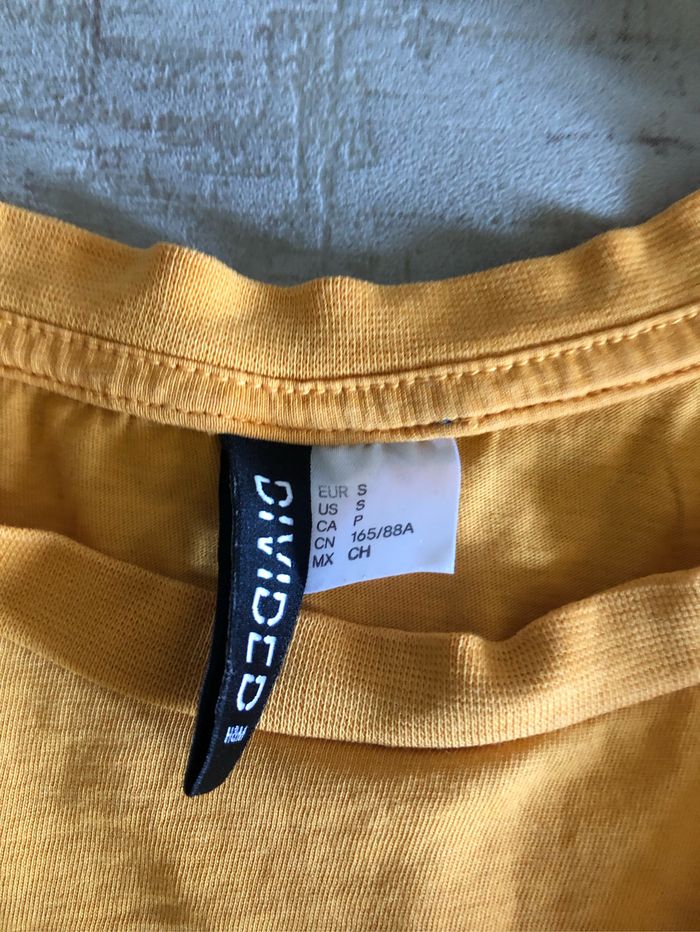 DIVIDED
H&M
EUR S
US S
CA P
CN 165/88A
MX CH